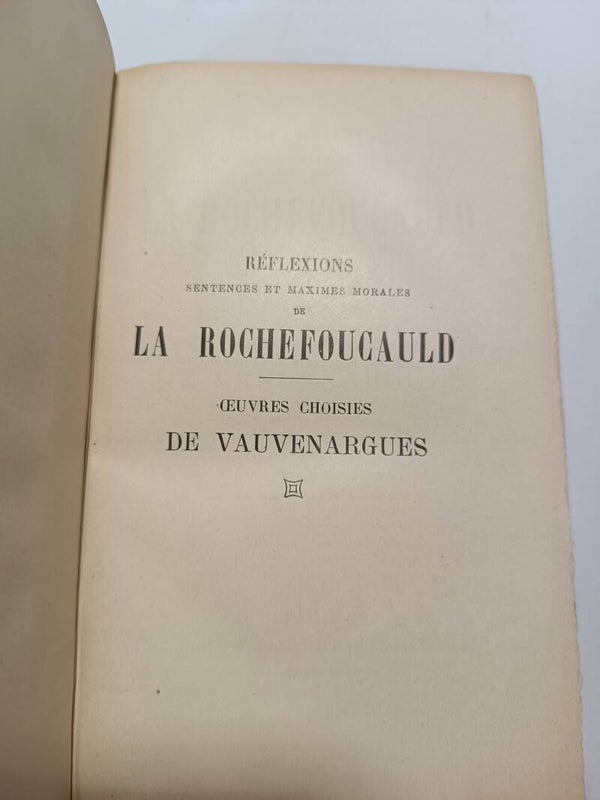 RÉFLEXIONS
SENTENCES ET MAXIMES MORALES
DE
LA ROCHEFOUCAULD
ŒUVRES CHOISIES
DE VAUVENARGUES